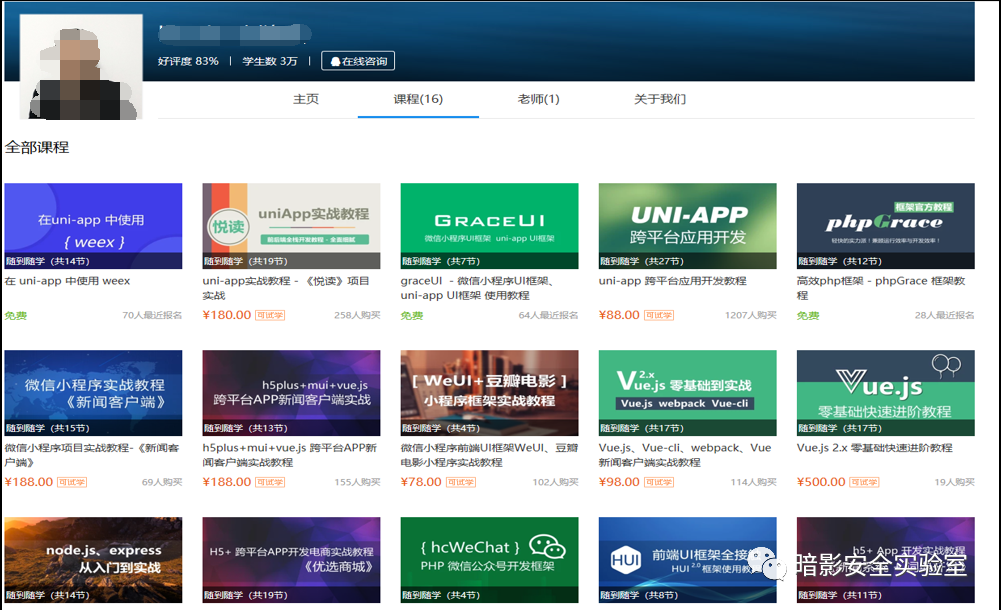 好评度 83% | 学生数 3万 | 在线咨询
主页 课程(16) 老师(1) 关于我们
全部课程
在uni-app 中使用
{ weex }
随到随学（共14节）
在 uni-app 中使用 weex
免费 70人最近报名
悦读
uniApp实战教程
随到随学（共19节）
uni-app实战教程 - 《悦读》项目
实战
¥180.00 可试学 258人购买
GRACEUI
微信小程序UI框架 uni-app UI框架
随到随学（共7节）
graceUI - 微信小程序UI框架、
uni-app UI框架 使用教程
免费 64人最近报名
UNI-APP
跨平台应用开发
随到随学（共27节）
uni-app 跨平台应用开发教程
¥88.00 可试学 1207人购买
框架官方教程
phpGrace
轻快的实力派！兼顾运行效率与开发效率！
随到随学（共12节）
高效php框架 - phpGrace 框架教
程
免费 28人最近报名
微信小程序实战教程
《新闻客户端》
随到随学（共15节）
微信小程序项目实战教程-《新闻客
户端》
¥188.00 可试学 69人购买
h5plus+mui+vue.js
跨平台APP新闻客户端实战
随到随学（共13节）
h5plus+mui+vue.js 跨平台APP新
闻客户端实战教程
¥188.00 可试学 155人购买
[ WeUI+豆瓣电影 ]
小程序框架实战教程
随到随学（共4节）
微信小程序前端UI框架WeUI、豆瓣
电影小程序实战教程
¥78.00 可试学 102人购买
Vue.js 2.x 零基础到实战
Vue.js webpack Vue-cli
随到随学（共17节）
Vue.js、Vue-cli、webpack、Vue
新闻客户端实战教程
¥98.00 可试学 114人购买
Vue.js
零基础快速进阶教程
随到随学（共17节）
Vue.js 2.x 零基础快速进阶教程
¥500.00 可试学 19人购买
node.js、express
从入门到实战
随到随学（共14节）
H5+ 跨平台APP开发电商实战教程
《优选商城》
随到随学（共19节）
{ hcWeChat }
PHP 微信公众号开发框架
随到随学（共4节）
HUI
前端UI框架全接
HUI 2.0 框架使用教
随到随学（共8节）
h5+ App 开发实战教程
随到随学（共11节）
暗影安全实验室